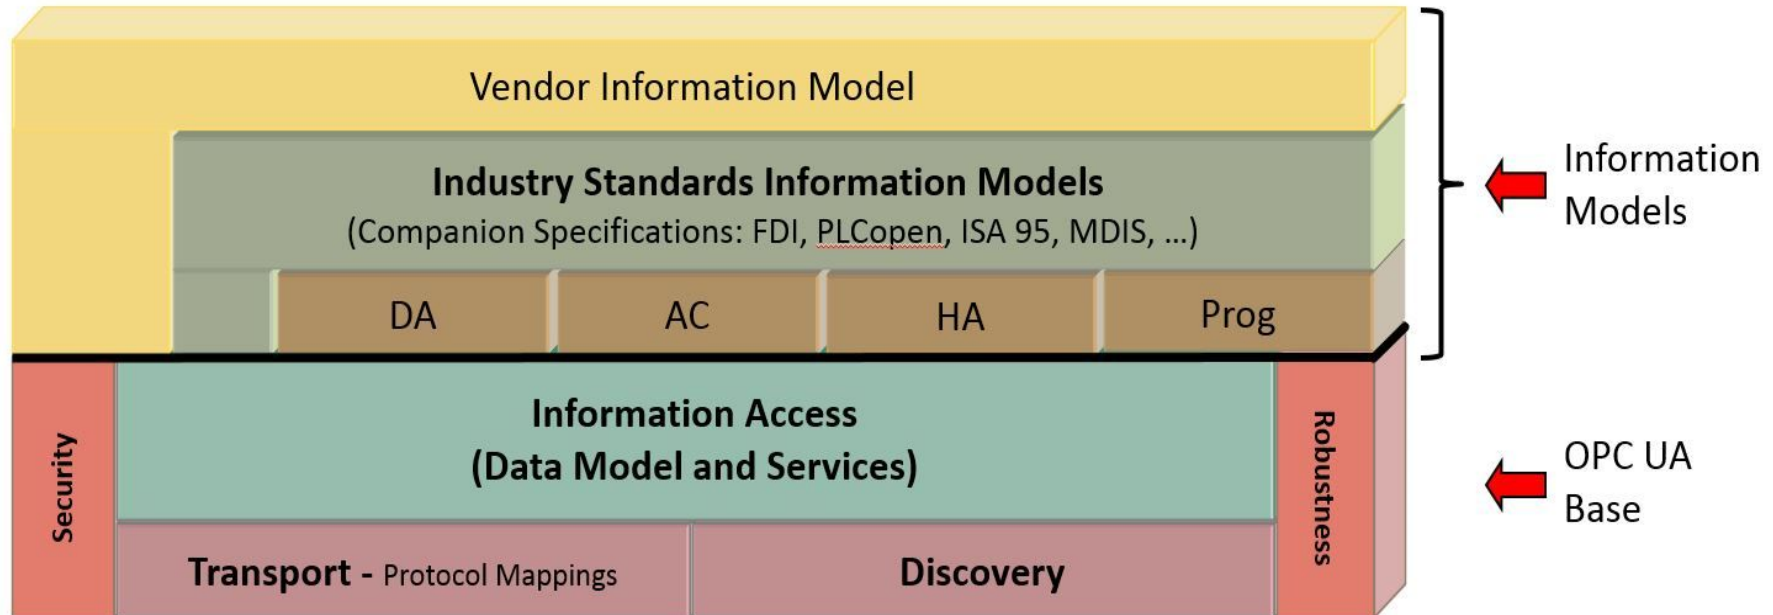 Vendor Information Model
Industry Standards Information Models
(Companion Specifications: FDI, PLCopen, ISA 95, MDIS, ...)
Information
Models
DA
AC
HA
Prog
Information Access
(Data Model and Services)
Security
Robustness
OPC UA
Base
Transport - Protocol Mappings
Discovery